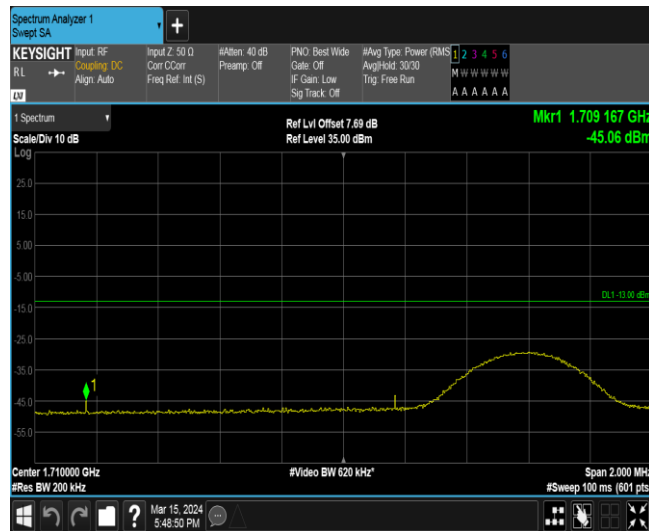 Spectrum Analyzer 1
Swept SA
+
KEYSIGHT
RL
LXI
Input: RF
Coupling: DC
Align: Auto
Input Z: 50 Ω
Corr CCorr
Freq Ref: Int (S)
#Atten: 40 dB
Preamp: Off
PNO: Best Wide
Gate: Off
IF Gain: Low
Sig Track: Off
#Avg Type: Power (RMS
Avg|Hold: 30/30
Trig: Free Run
1 2 3 4 5 6
M W W W W W
A A A A A A
1 Spectrum
Scale/Div 10 dB
Log
Ref Lvl Offset 7.69 dB
Ref Level 35.00 dBm
Mkr1 1.709 167 GHz
-45.06 dBm
25.0
15.0
5.00
-5.00
DL1 -13.00 dBm
-15.0
-25.0
-35.0
1
-45.0
-55.0
Center 1.710000 GHz
#Res BW 200 kHz
#Video BW 620 kHz*
Span 2.000 MHz
#Sweep 100 ms (601 pts
?
Mar 15, 2024
5:48:50 PM